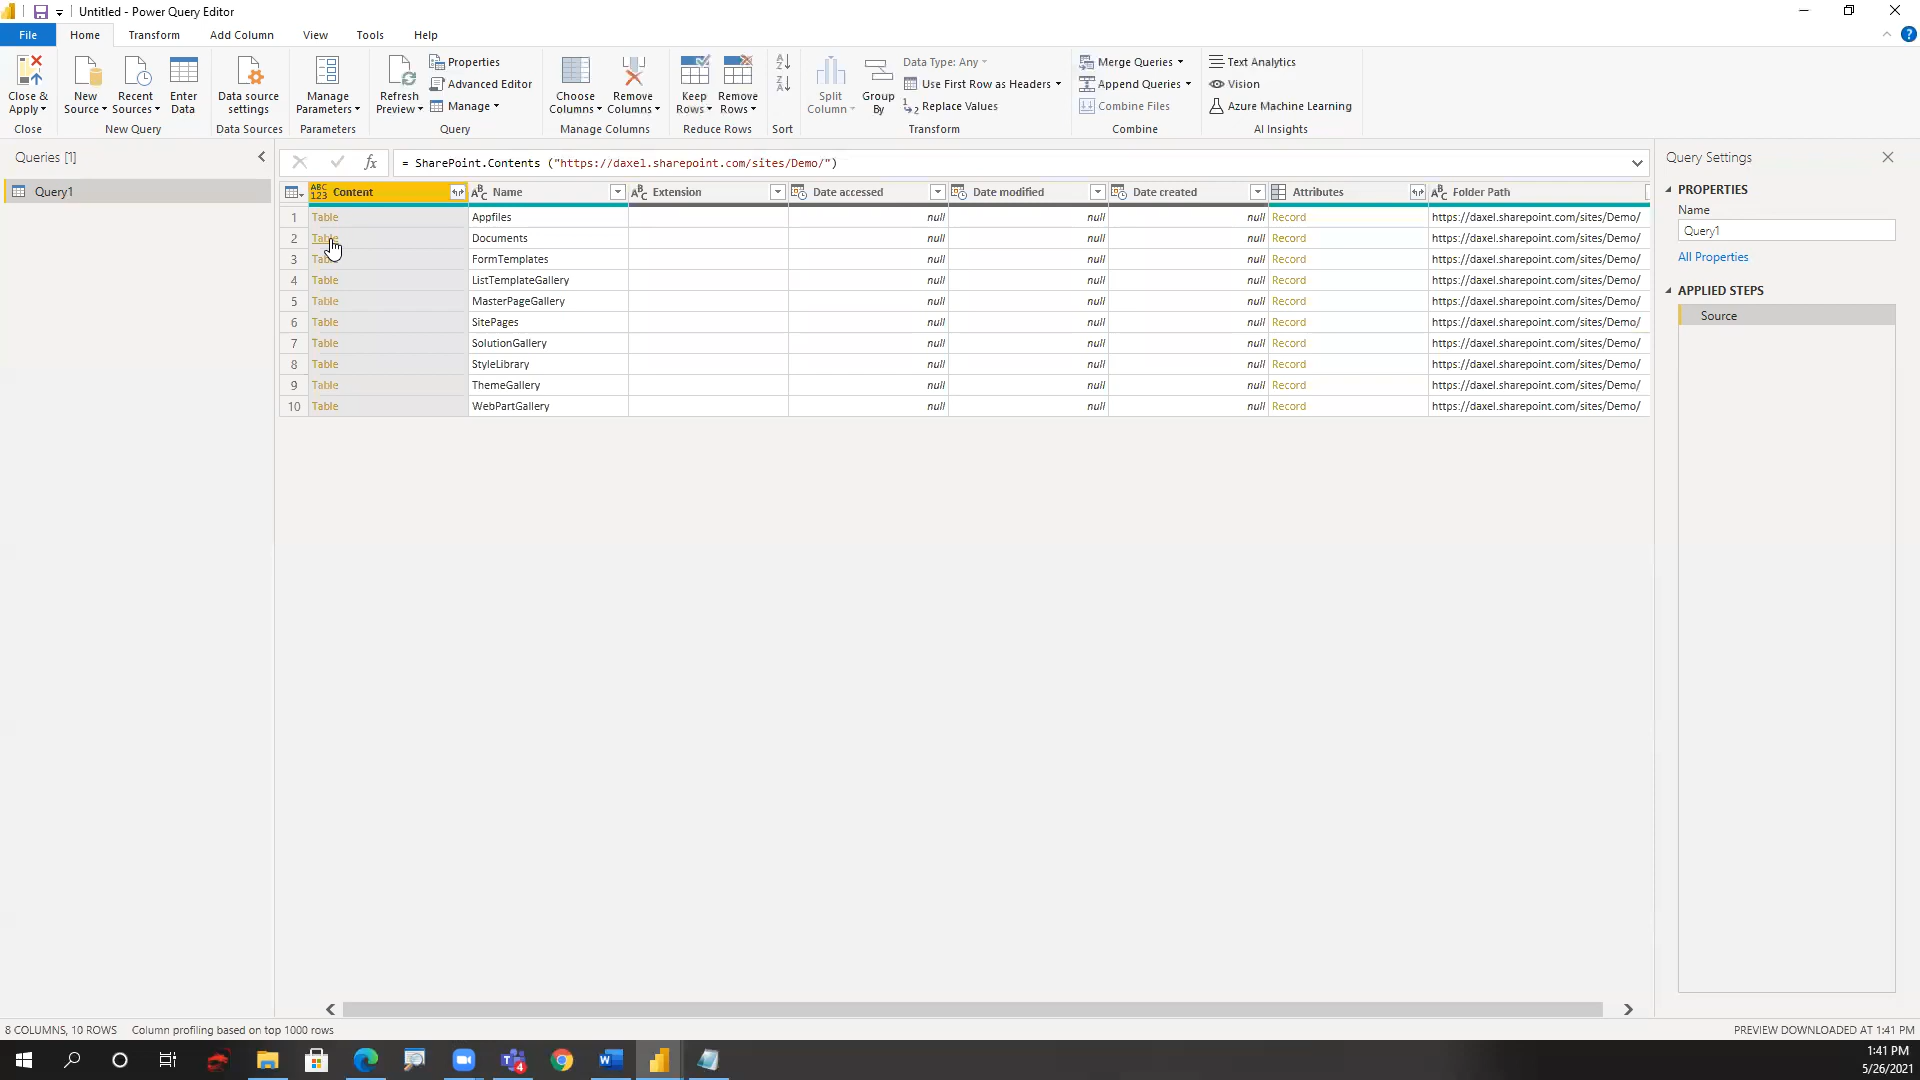 Untitled - Power Query Editor
File Home Transform Add Column View Tools Help
Close & Apply
New Source
Recent Sources
Enter Data
Data source settings
Manage Parameters
Refresh Preview
Properties
Advanced Editor
Manage
Choose Columns
Remove Columns
Keep Rows
Remove Rows
Split Column
Group By
Data Type: Any
Use First Row as Headers
Replace Values
Merge Queries
Append Queries
Combine Files
Text Analytics
Vision
Azure Machine Learning
Close New Query Data Sources Parameters Query Manage Columns Reduce Rows Sort Transform Combine AI Insights
Queries [1]
Query1
fx = SharePoint.Contents ("https://daxel.sharepoint.com/sites/Demo/")
Content Name Extension Date accessed Date modified Date created Attributes Folder Path
1 Table Appfiles null null null Record https://daxel.sharepoint.com/sites/Demo/
2 Table Documents null null null Record https://daxel.sharepoint.com/sites/Demo/
3 Table FormTemplates null null null Record https://daxel.sharepoint.com/sites/Demo/
4 Table ListTemplateGallery null null null Record https://daxel.sharepoint.com/sites/Demo/
5 Table MasterPageGallery null null null Record https://daxel.sharepoint.com/sites/Demo/
6 Table SitePages null null null Record https://daxel.sharepoint.com/sites/Demo/
7 Table SolutionGallery null null null Record https://daxel.sharepoint.com/sites/Demo/
8 Table StyleLibrary null null null Record https://daxel.sharepoint.com/sites/Demo/
9 Table ThemeGallery null null null Record https://daxel.sharepoint.com/sites/Demo/
10 Table WebPartGallery null null null Record https://daxel.sharepoint.com/sites/Demo/
Query Settings
PROPERTIES
Name
Query1
All Properties
APPLIED STEPS
Source
8 COLUMNS, 10 ROWS Column profiling based on top 1000 rows
PREVIEW DOWNLOADED AT 1:41 PM
4
1:41 PM
5/26/2021